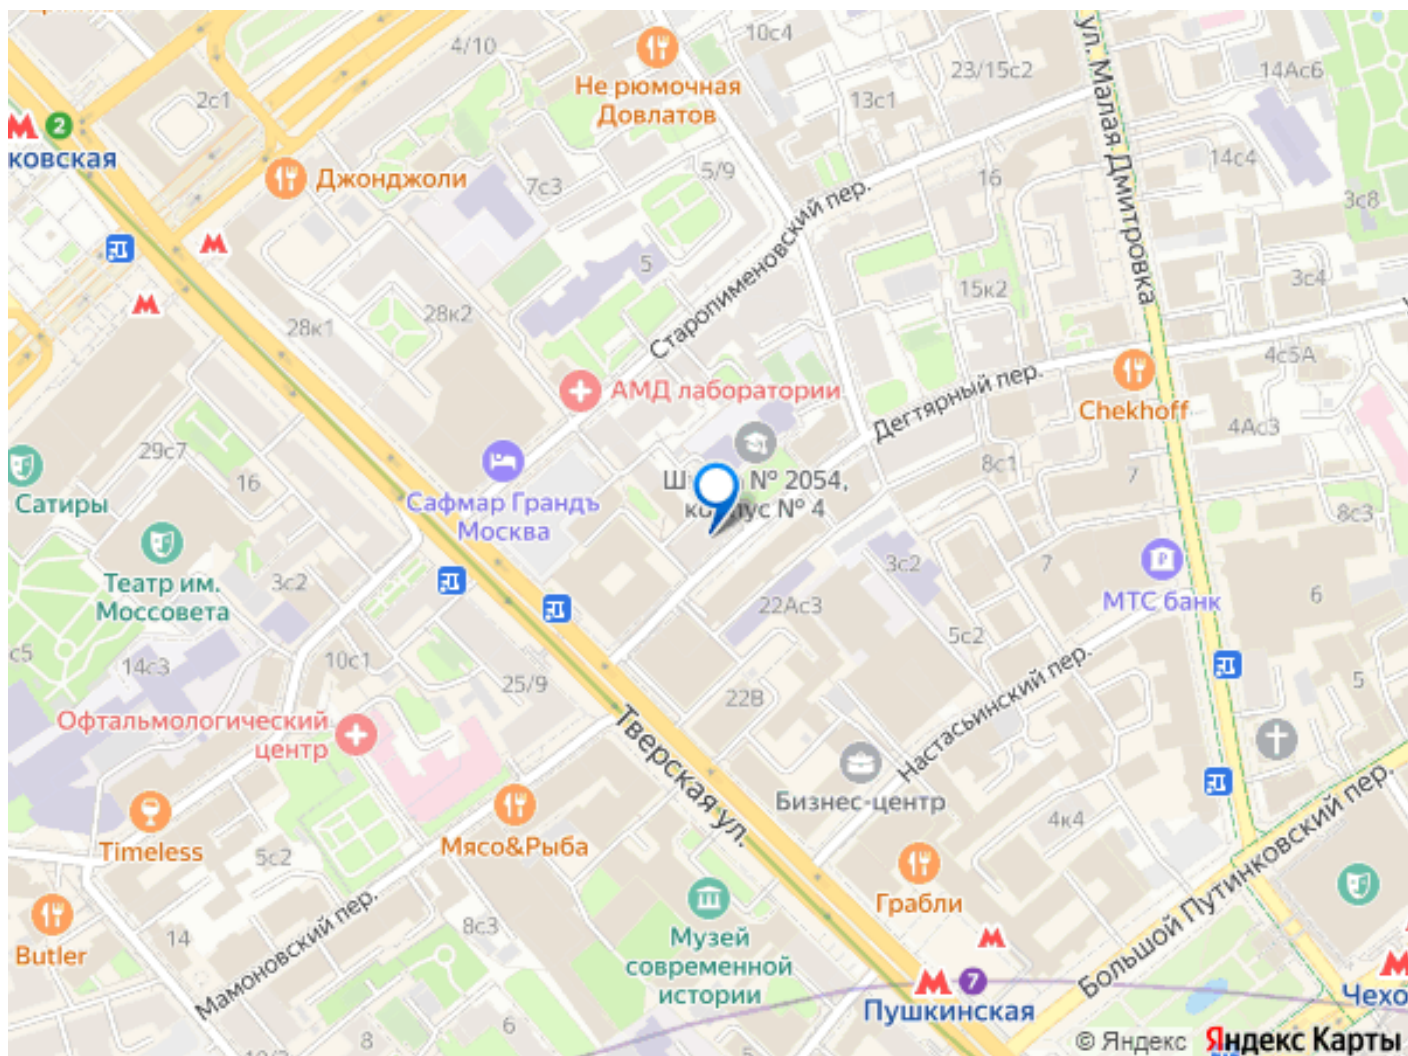 4/10
10с4
Не рюмочная
Довлатов
23/15с2
14Ас6
2с1
13с1
2
ковская
Джонджоли
7с3
5/9
ул. Малая Дмитровка
14с4
16
3с8
Старопименовский пер.
5
15к2
3с4
28к1
28к2
4с5А
АМД лаборатории
Дегтярный пер.
Chekhoff
4Ас3
29с7
16
Сатиры
Сафмар Грандъ
Москва
№ 2054,
№ 4
8с1
7
8с3
Театр им.
Моссовета
3с2
22Ас3
3с2
7
МТС банк
6
5с2
с5
14с3
10с1
25/9
22В
Настасьинский пер.
5
Офтальмологический
центр
Тверская ул.
Бизнес-центр
Timeless
5с2
Мясо&Рыба
4к4
Большой Путинковский пер.
Грабли
Butler
14
Мамоновский пер.
8с3
Музей
современной
истории
7
Пушкинская
Чехо
6
8
© Яндекс
Яндекс Карты